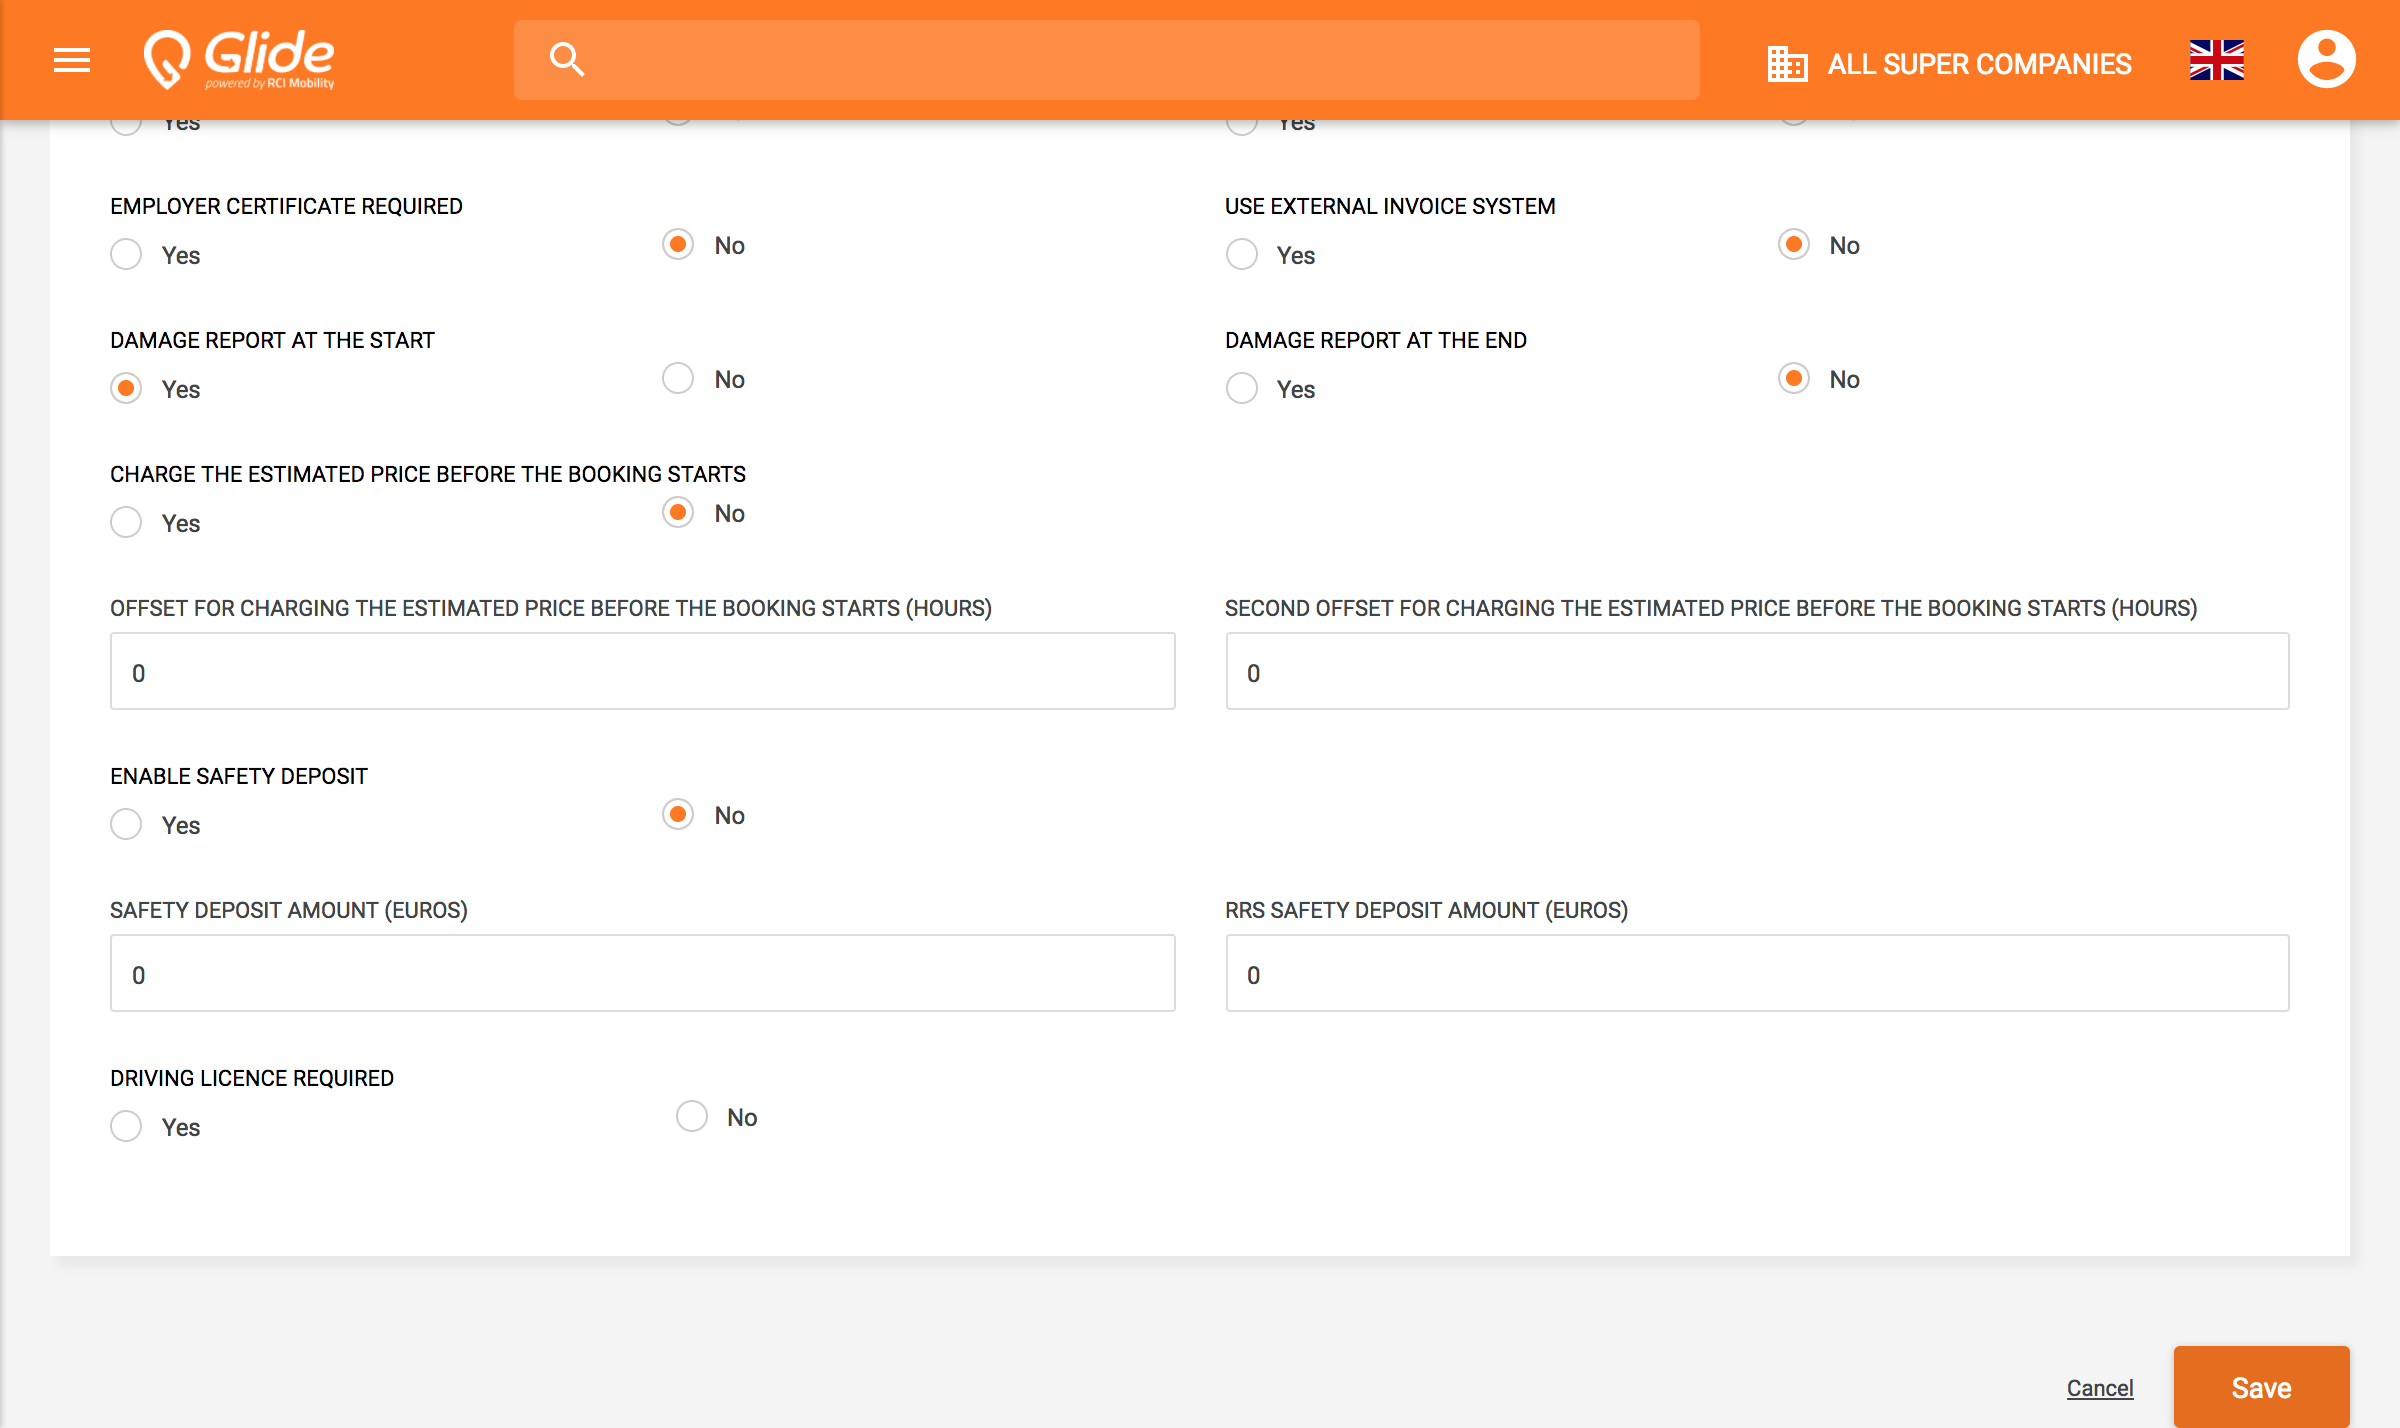 Glide
powered by RCI Mobility
ALL SUPER COMPANIES
Yes
Yes
EMPLOYER CERTIFICATE REQUIRED
USE EXTERNAL INVOICE SYSTEM
Yes
No
Yes
No
DAMAGE REPORT AT THE START
DAMAGE REPORT AT THE END
Yes
No
Yes
No
CHARGE THE ESTIMATED PRICE BEFORE THE BOOKING STARTS
Yes
No
OFFSET FOR CHARGING THE ESTIMATED PRICE BEFORE THE BOOKING STARTS (HOURS)
SECOND OFFSET FOR CHARGING THE ESTIMATED PRICE BEFORE THE BOOKING STARTS (HOURS)
0
0
ENABLE SAFETY DEPOSIT
Yes
No
SAFETY DEPOSIT AMOUNT (EUROS)
RRS SAFETY DEPOSIT AMOUNT (EUROS)
0
0
DRIVING LICENCE REQUIRED
Yes
No
Cancel
Save